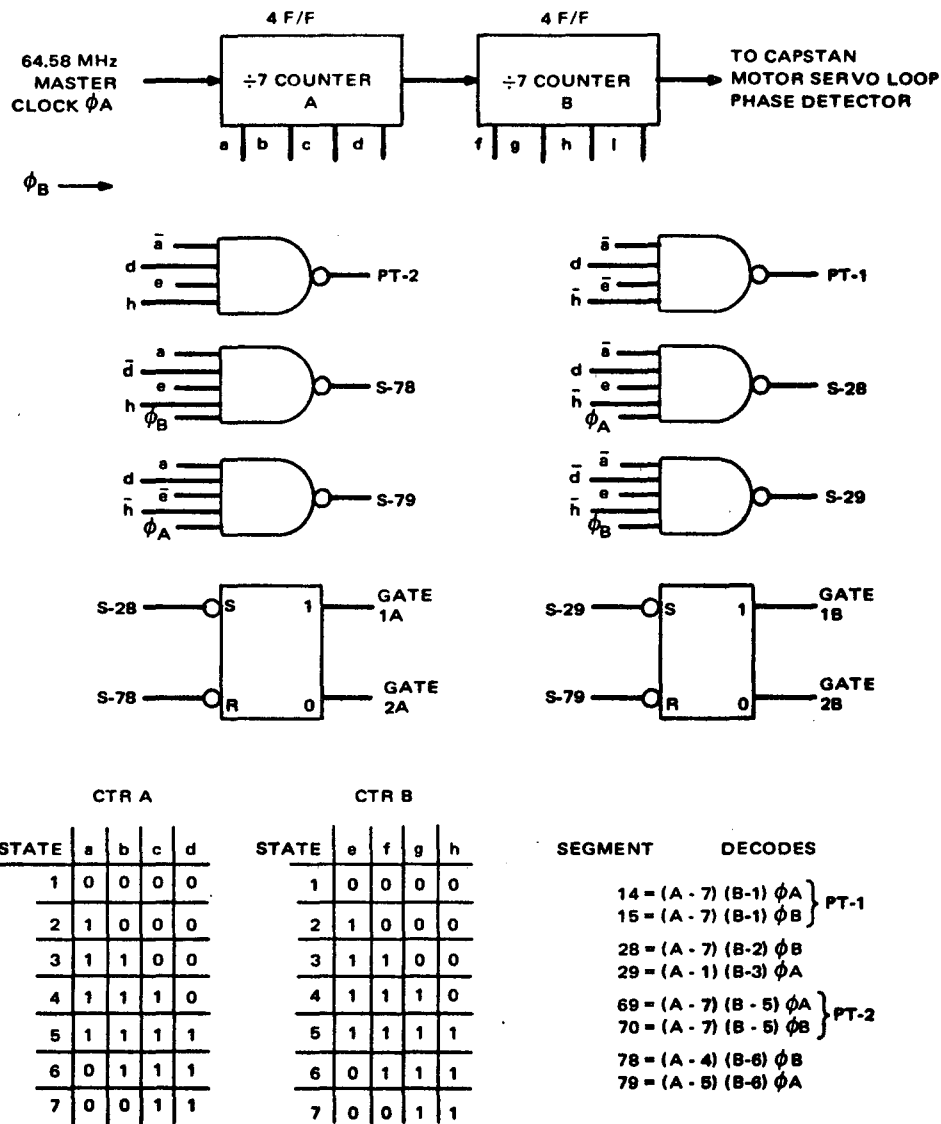 4 F/F
4 F/F
64.58 MHz
MASTER
CLOCK ϕA
÷7 COUNTER
A
÷7 COUNTER
B
TO CAPSTAN
MOTOR SERVO LOOP
PHASE DETECTOR
a b c d
f g h i
ϕB
a̅
d
e
h
PT-2
a̅
d
e̅
h̅
PT-1
a
d̅
e
h
ϕB
S-78
a̅
d
e
h̅
ϕA
S-28
a
d
e̅
h̅
ϕA
S-79
a̅
d̅
e
h̅
ϕB
S-29
S-28
S 1
GATE
1A
S-78
R 0
GATE
2A
S-29
S 1
GATE
1B
S-79
R 0
GATE
2B
CTR A
STATE a b c d
1 0 0 0 0
2 1 0 0 0
3 1 1 0 0
4 1 1 1 0
5 1 1 1 1
6 0 1 1 1
7 0 0 1 1
CTR B
STATE e f g h
1 0 0 0 0
2 1 0 0 0
3 1 1 0 0
4 1 1 1 0
5 1 1 1 1
6 0 1 1 1
7 0 0 1 1
SEGMENT DECODES
14 = (A - 7) (B-1) ϕA
15 = (A - 7) (B-1) ϕB
PT-1
28 = (A - 7) (B-2) ϕB
29 = (A - 1) (B-3) ϕA
69 = (A - 7) (B - 5) ϕA
70 = (A - 7) (B - 5) ϕB
PT-2
78 = (A - 4) (B-6) ϕB
79 = (A - 5) (B-6) ϕA